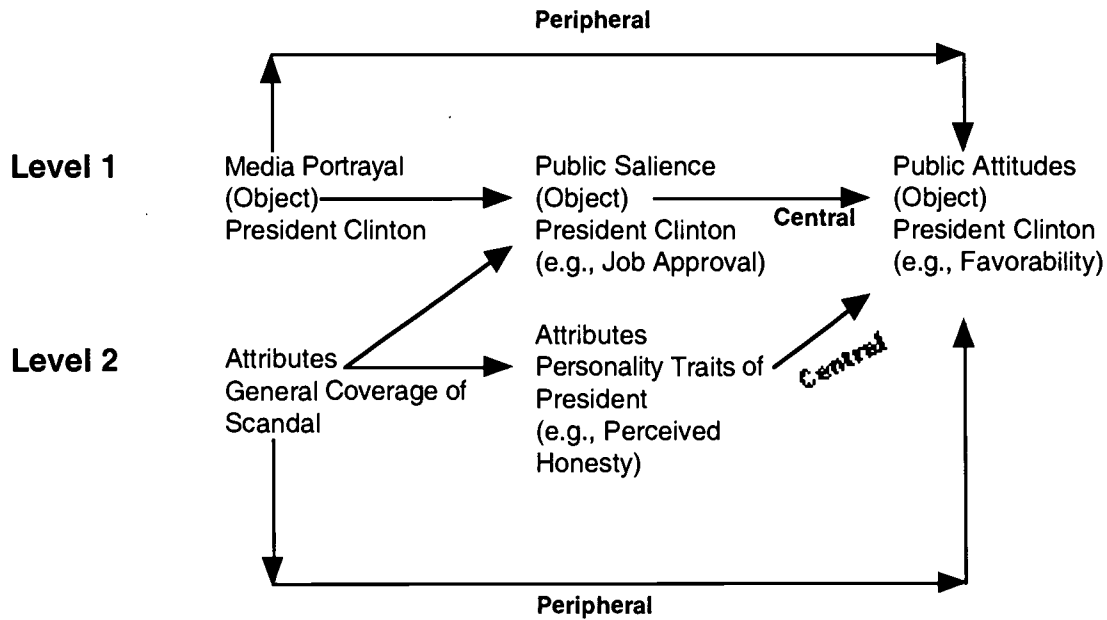 Peripheral
Level 1
Media Portrayal
(Object)
President Clinton
Public Salience
(Object)
President Clinton
(e.g., Job Approval)
Central
Public Attitudes
(Object)
President Clinton
(e.g., Favorability)
Level 2
Attributes
General Coverage of
Scandal
Attributes
Personality Traits of
President
(e.g., Perceived
Honesty)
Central
Peripheral